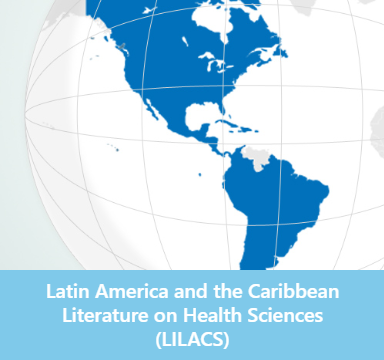 Latin America and the Caribbean
Literature on Health Sciences
(LILACS)